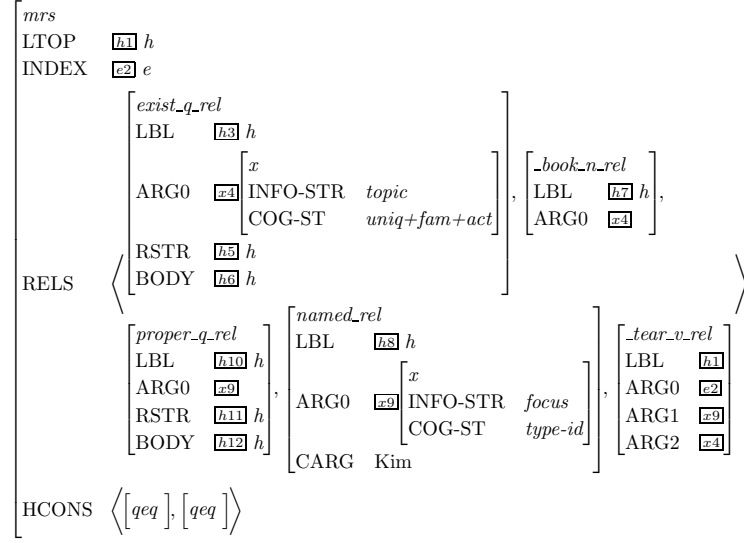 mrs
LTOP h1 h
INDEX e2 e
RELS
exist_q_rel
LBL h3 h
ARG0 x4
x
INFO-STR topic
COG-ST uniq+fam+act
RSTR h5 h
BODY h6 h
,
_book_n_rel
LBL h7 h
ARG0 x4
,
proper_q_rel
LBL h10 h
ARG0 x9
RSTR h11 h
BODY h12 h
,
named_rel
LBL h8 h
ARG0 x9
x
INFO-STR focus
COG-ST type-id
CARG Kim
,
_tear_v_rel
LBL h1
ARG0 e2
ARG1 x9
ARG2 x4
HCONS ⟨[qeq ], [qeq ]⟩